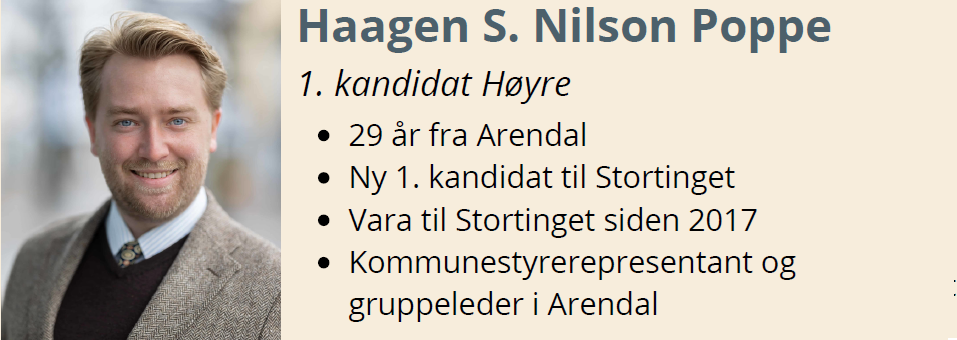 Haagen S. Nilson Poppe
1. kandidat Høyre
• 29 år fra Arendal
• Ny 1. kandidat til Stortinget
• Vara til Stortinget siden 2017
• Kommunestyrerepresentant og
gruppeleder i Arendal